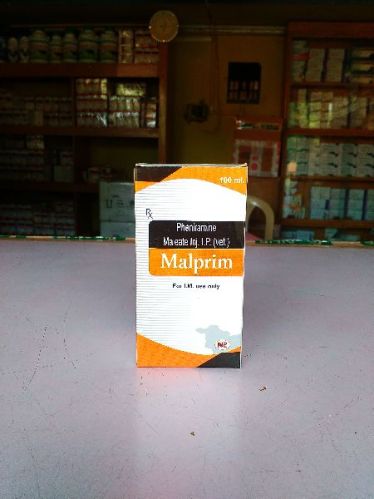 100 ml.
Rx
Pheniramine
Maleate Inj. I.P. (vet.)
Malprim
For I.M. use only